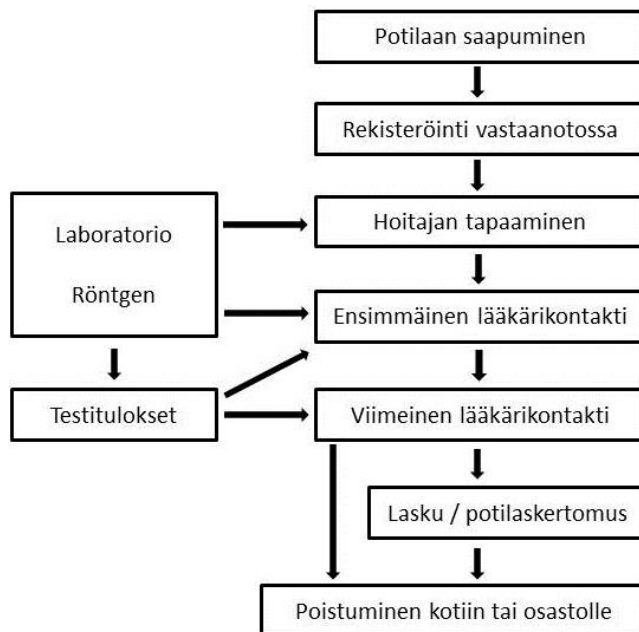 Potilaan saapuminen
Rekisteröinti vastaanotossa
Hoitajan tapaaminen
Laboratorio
Röntgen
Ensimmäinen lääkärikontakti
Testitulokset
Viimeinen lääkärikontakti
Lasku / potilaskertomus
Poistuminen kotiin tai osastolle